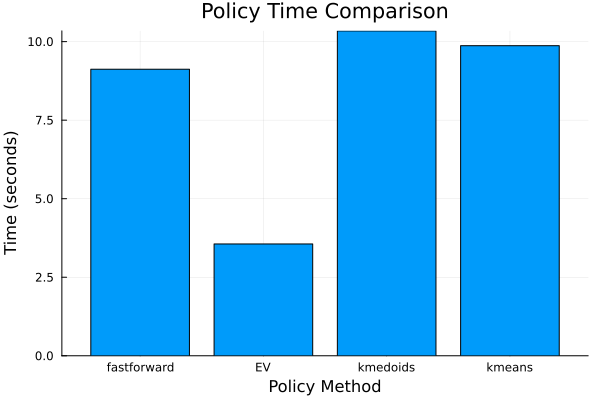 Policy Time Comparison
Time (seconds)
10.0
7.5
5.0
2.5
0.0
fastforward EV kmedoids kmeans
Policy Method